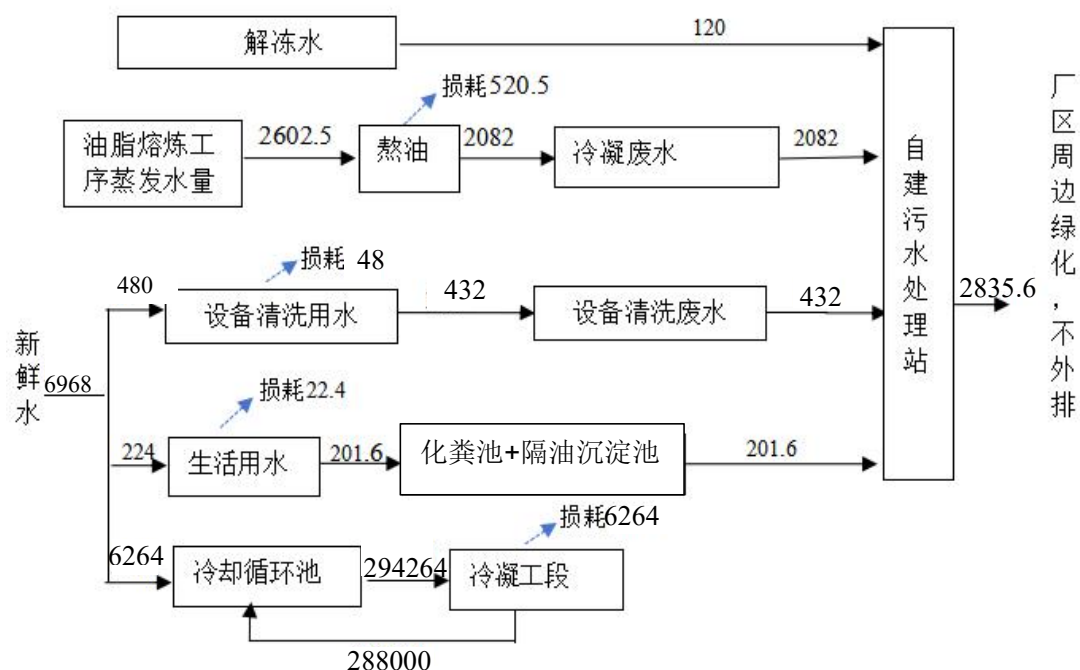 解冻水
120
损耗520.5
油脂熔炼工
序蒸发水量
2602.5
熬油
2082
冷凝废水
2082
自建污水处理站
2835.6
厂区周边绿化，不外排
新鲜水
6968
480
损耗 48
设备清洗用水
432
设备清洗废水
432
损耗22.4
224
生活用水
201.6
化粪池+隔油沉淀池
201.6
损耗6264
6264
冷却循环池
294264
冷凝工段
288000